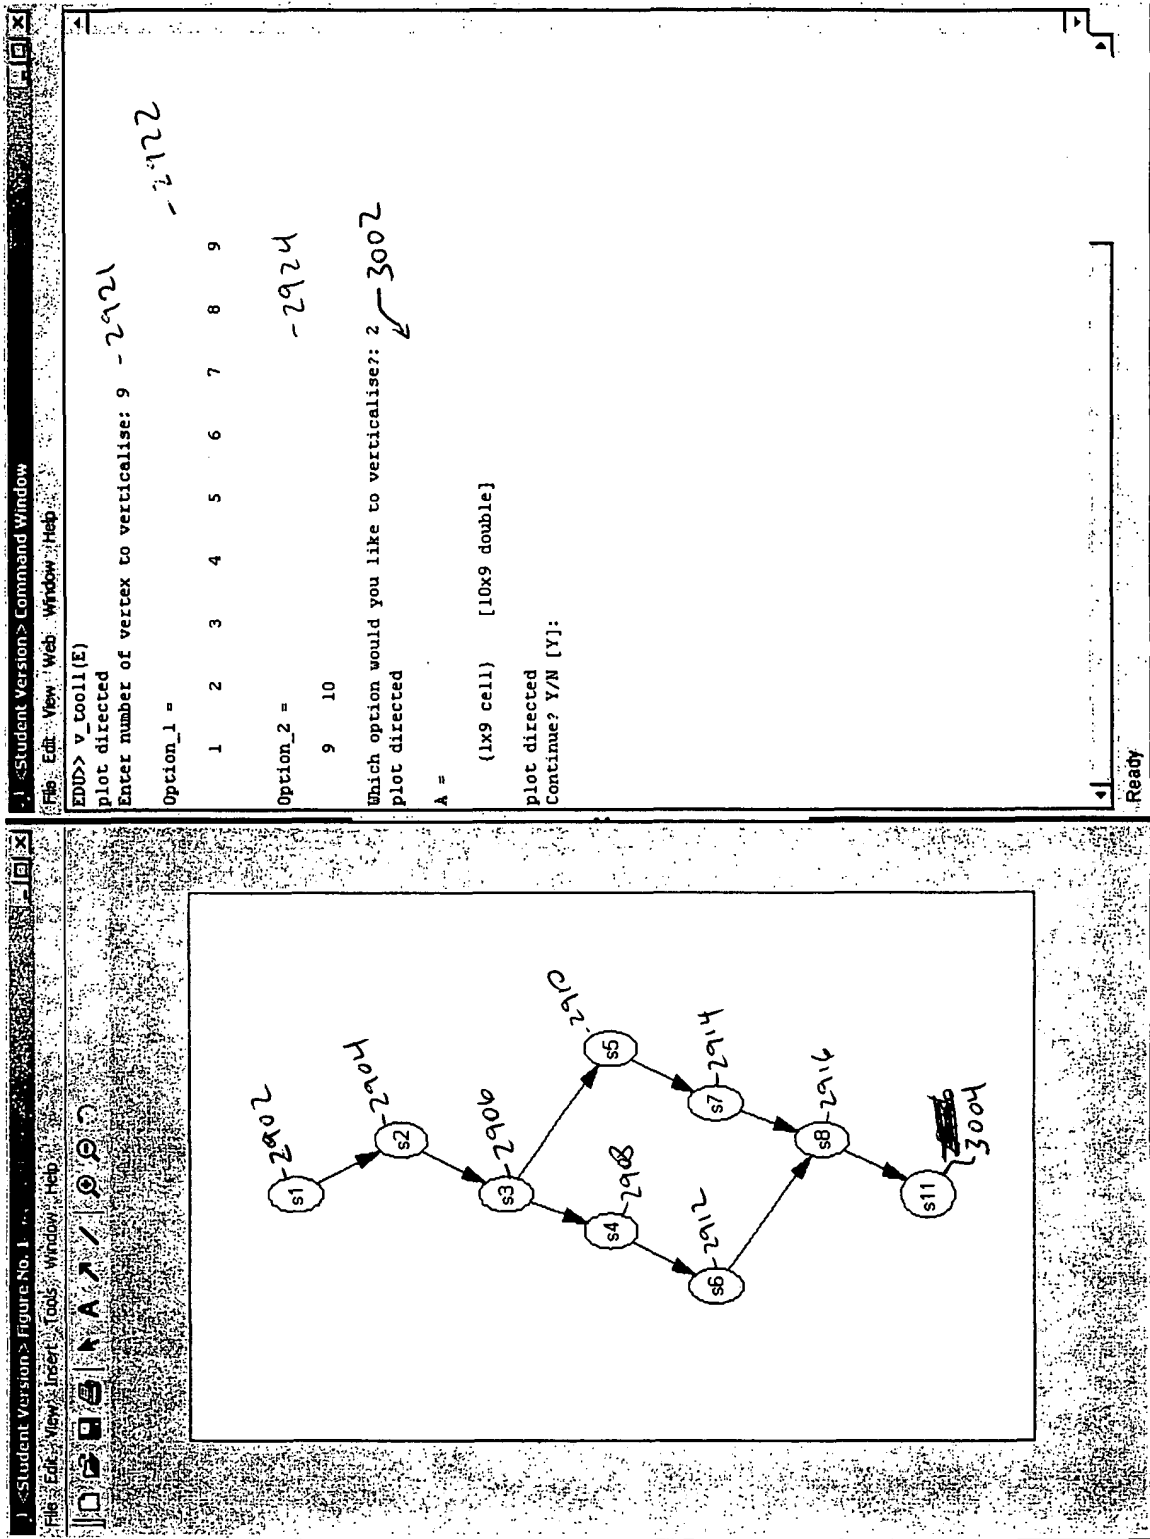 <Student Version> Figure No. 1
File Edit View Insert Tools Window Help
s1 -2902
s2 -2904
s3 -2906
s4 -2908
s5 -2910
s6 -2912
s7 -2914
s8 -2916
s11
3004
<Student Version> Command Window
File Edit View Web Window Help
EDU>> v_tool1(E)
plot directed
Enter number of vertex to verticalise: 9 -2921
Option_1 = -2922
1 2 3 4 5 6 7 8 9
Option_2 = -2924
9 10
Which option would you like to verticalise?: 2 3002
plot directed
A =
{1x9 cell} [10x9 double]
plot directed
Continue? Y/N [Y]:
Ready